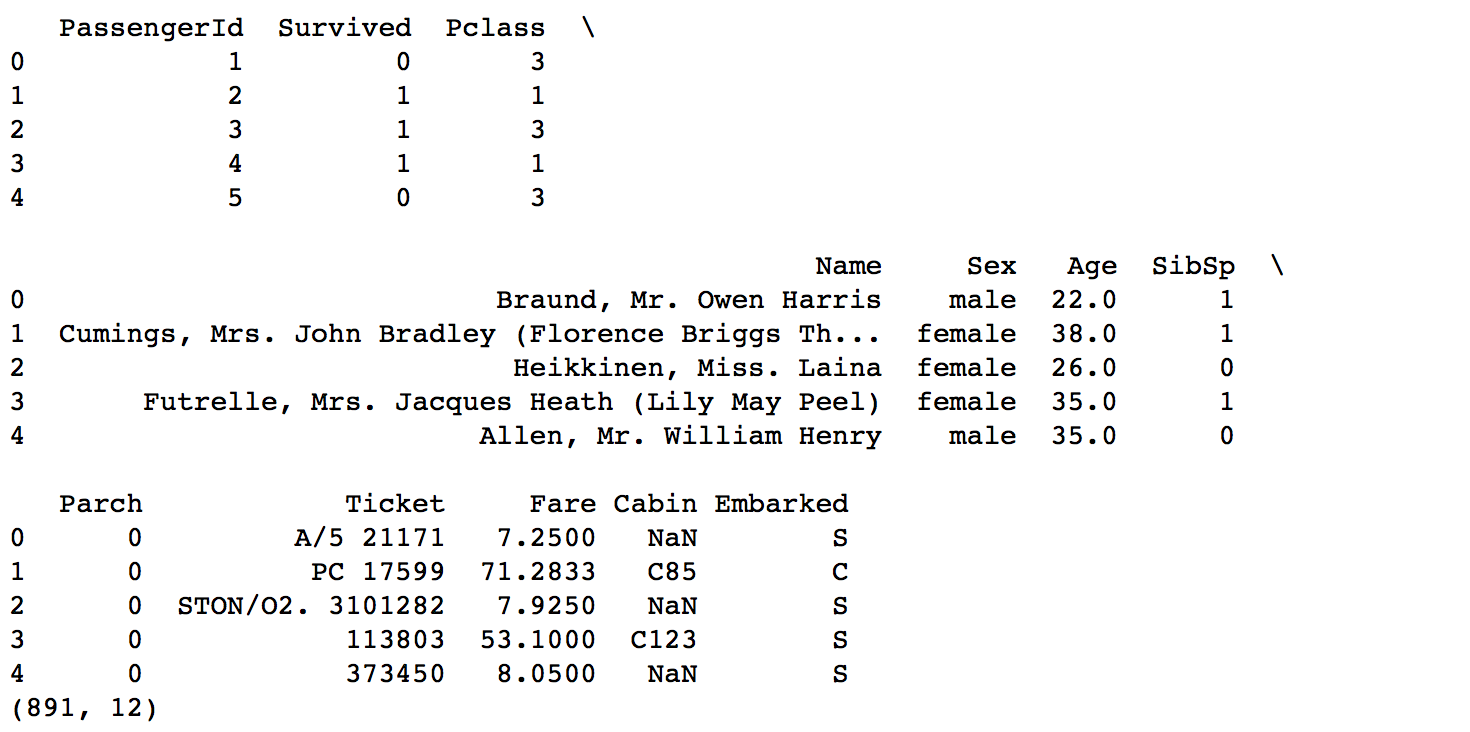 PassengerId Survived Pclass \
0 1 0 3
1 2 1 1
2 3 1 3
3 4 1 1
4 5 0 3
Name Sex Age SibSp \
0 Braund, Mr. Owen Harris male 22.0 1
1 Cumings, Mrs. John Bradley (Florence Briggs Th... female 38.0 1
2 Heikkinen, Miss. Laina female 26.0 0
3 Futrelle, Mrs. Jacques Heath (Lily May Peel) female 35.0 1
4 Allen, Mr. William Henry male 35.0 0
Parch Ticket Fare Cabin Embarked
0 0 A/5 21171 7.2500 NaN S
1 0 PC 17599 71.2833 C85 C
2 0 STON/O2. 3101282 7.9250 NaN S
3 0 113803 53.1000 C123 S
4 0 373450 8.0500 NaN S
(891, 12)